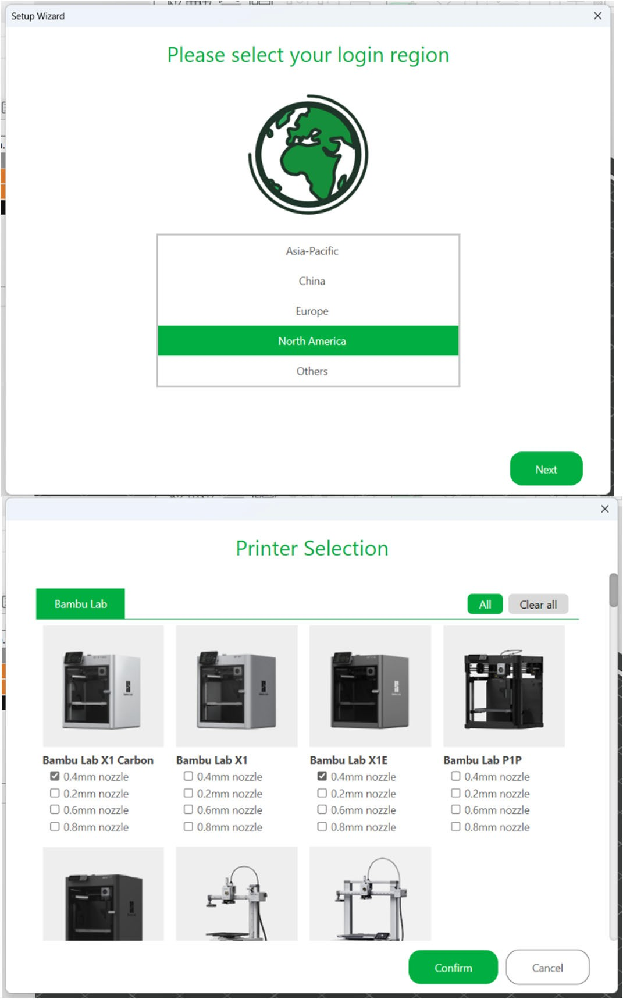 Setup Wizard
Please select your login region
Asia-Pacific
China
Europe
North America
Others
Next
Printer Selection
Bambu Lab
All
Clear all
Bambu Lab X1 Carbon
0.4mm nozzle
0.2mm nozzle
0.6mm nozzle
0.8mm nozzle
Bambu Lab X1
0.4mm nozzle
0.2mm nozzle
0.6mm nozzle
0.8mm nozzle
Bambu Lab X1E
0.4mm nozzle
0.2mm nozzle
0.6mm nozzle
0.8mm nozzle
Bambu Lab P1P
0.4mm nozzle
0.2mm nozzle
0.6mm nozzle
0.8mm nozzle
Confirm
Cancel